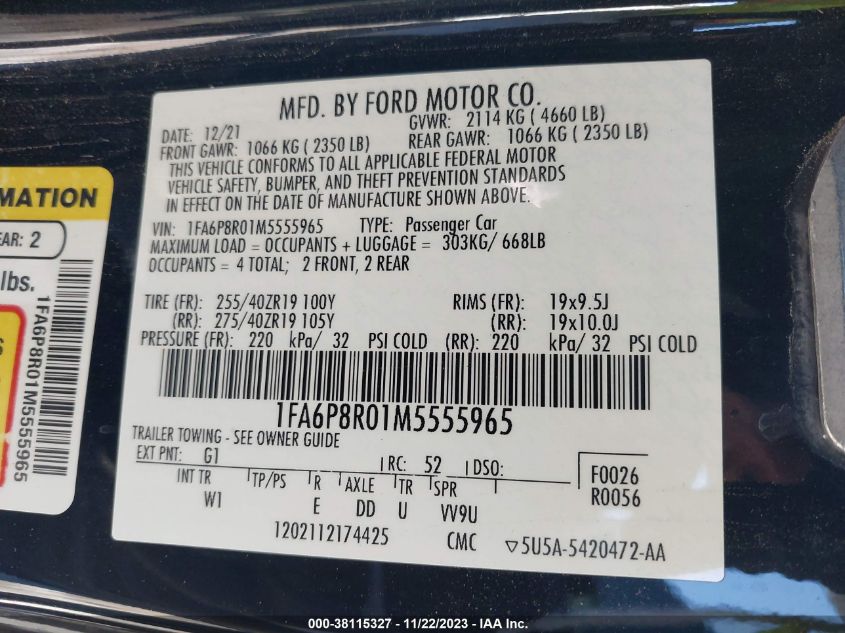 MFD. BY FORD MOTOR CO.
DATE: 12/21 GVWR: 2114 KG ( 4660 LB)
FRONT GAWR: 1066 KG ( 2350 LB) REAR GAWR: 1066 KG ( 2350 LB)
THIS VEHICLE CONFORMS TO ALL APPLICABLE FEDERAL MOTOR
VEHICLE SAFETY, BUMPER, AND THEFT PREVENTION STANDARDS
IN EFFECT ON THE DATE OF MANUFACTURE SHOWN ABOVE.
VIN: 1FA6P8R01M5555965 TYPE: Passenger Car
MAXIMUM LOAD = OCCUPANTS + LUGGAGE = 303KG/ 668LB
OCCUPANTS = 4 TOTAL; 2 FRONT, 2 REAR
TIRE (FR): 255/40ZR19 100Y RIMS (FR): 19x9.5J
(RR): 275/40ZR19 105Y (RR): 19x10.0J
PRESSURE (FR): 220 kPa/ 32 PSI COLD (RR): 220 kPa/ 32 PSI COLD
1FA6P8R01M5555965
TRAILER TOWING - SEE OWNER GUIDE
EXT PNT: G1 RC: 52 DSO: F0026
INT TR TP/PS R AXLE TR SPR R0056
W1 E DD U VV9U
1202112174425 CMC 5U5A-5420472-AA
MATION
EAR: 2
lbs.
S
1FA6P8R01M5555965
000-38115327 - 11/22/2023 - IAA Inc.